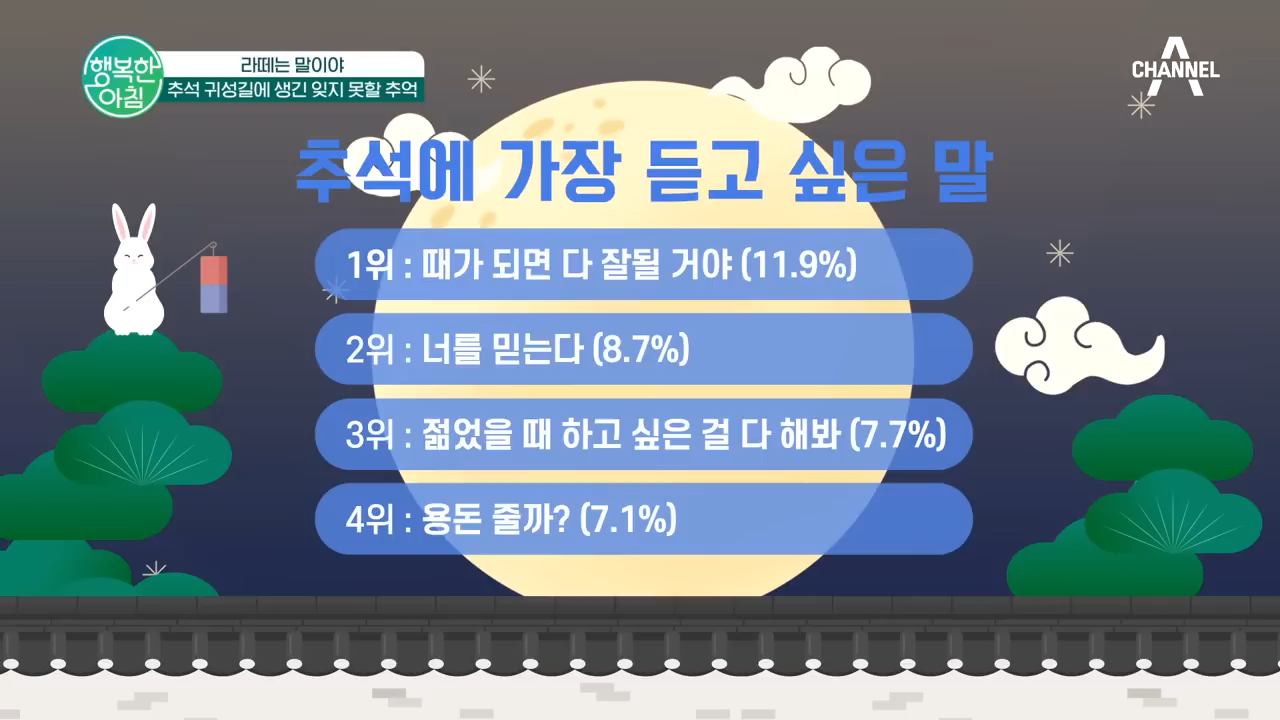 행복한
아침
라떼는 말이야
추석 귀성길에 생긴 잊지 못할 추억
CHANNEL A
추석에 가장 듣고 싶은 말
1위 : 때가 되면 다 잘될 거야 (11.9%)
2위 : 너를 믿는다 (8.7%)
3위 : 젊었을 때 하고 싶은 걸 다 해봐 (7.7%)
4위 : 용돈 줄까? (7.1%)